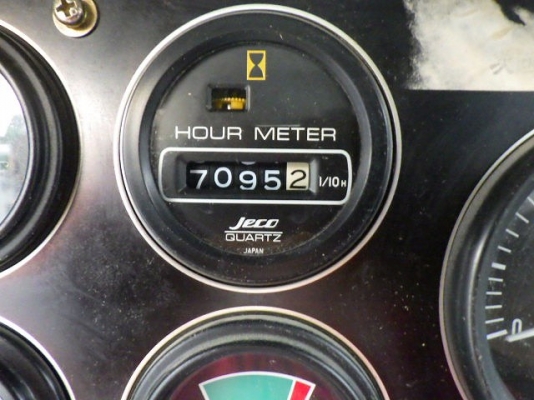 HOUR METER
70952 1/10H
Jeco
QUARTZ
JAPAN
P